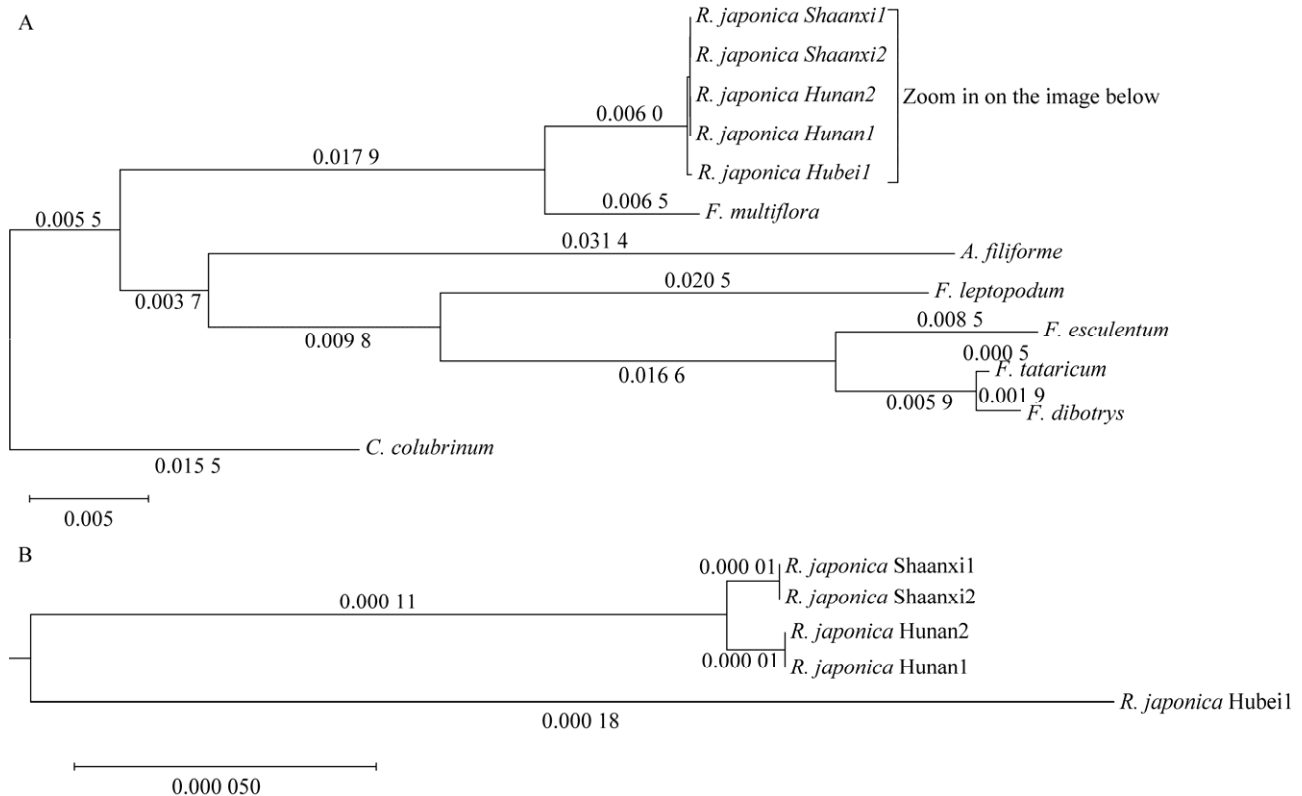 A
R. japonica Shaanxi1
R. japonica Shaanxi2
0.006 0
R. japonica Hunan2
Zoom in on the image below
R. japonica Hunan1
0.017 9
R. japonica Hubei1
0.006 5
F. multiflora
0.005 5
0.031 4
A. filiforme
0.003 7
0.020 5
F. leptopodum
0.009 8
0.008 5
F. esculentum
0.016 6
0.000 5
F. tataricum
0.005 9
0.001 9
F. dibotrys
C. colubrinum
0.015 5
0.005
B
0.000 01
R. japonica Shaanxi1
R. japonica Shaanxi2
0.000 11
R. japonica Hunan2
0.000 01
R. japonica Hunan1
R. japonica Hubei1
0.000 18
0.000 050